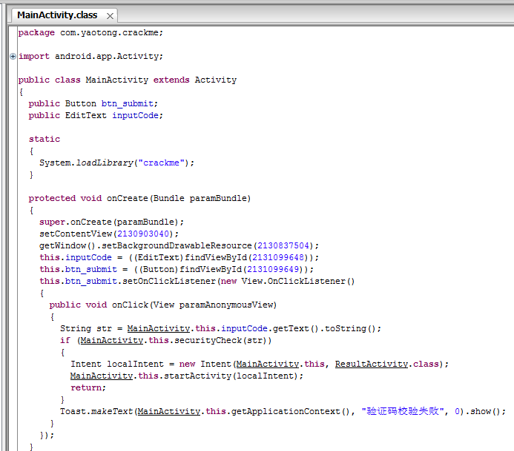 MainActivity.class
package com.yaotong.crackme;
import android.app.Activity;
public class MainActivity extends Activity
{
public Button btn_submit;
public EditText inputCode;
static
{
System.loadLibrary("crackme");
}
protected void onCreate(Bundle paramBundle)
{
super.onCreate(paramBundle);
setContentView(2130903040);
getWindow().setBackgroundDrawableResource(2130837504);
this.inputCode = ((EditText)findViewById(2131099648));
this.btn_submit = ((Button)findViewById(2131099649));
this.btn_submit.setOnClickListener(new View.OnClickListener()
{
public void onClick(View paramAnonymousView)
{
String str = MainActivity.this.inputCode.getText().toString();
if (MainActivity.this.securityCheck(str))
{
Intent localIntent = new Intent(MainActivity.this, ResultActivity.class);
MainActivity.this.startActivity(localIntent);
return;
}
Toast.makeText(MainActivity.this.getApplicationContext(), "验证码校验失败", 0).show();
}
});
}